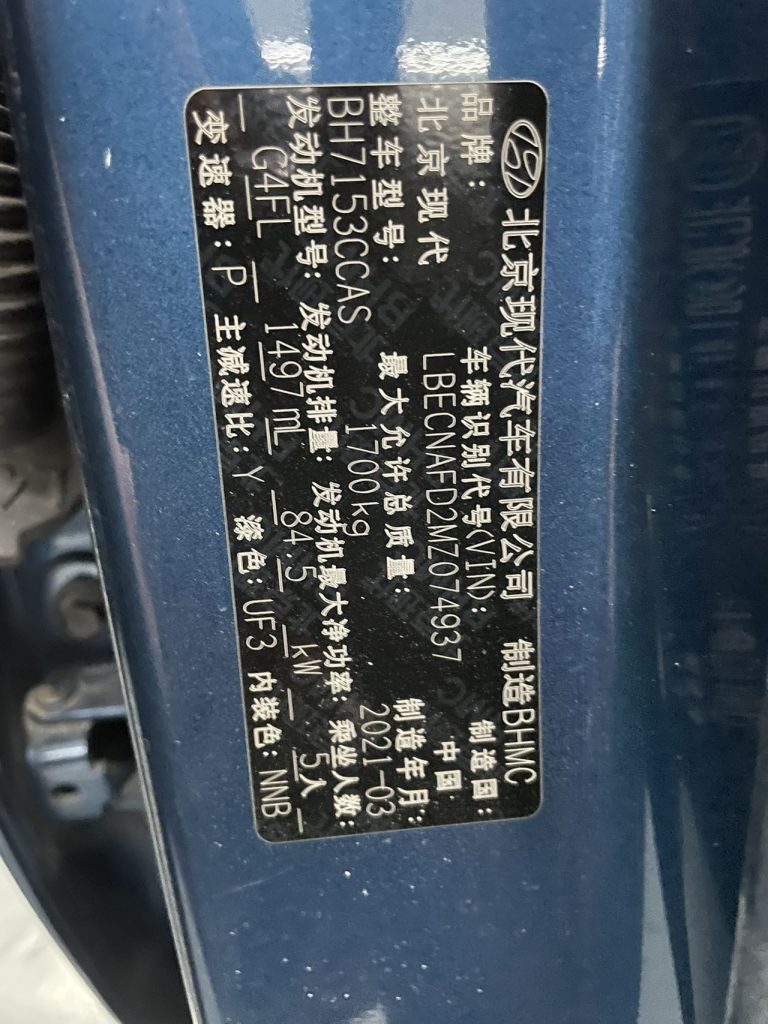 北京现代汽车有限公司 制造BHMC
品牌: 车辆识别代号(VIN): 制造国:
北京现代 LBECNAFD2MZ074937 中国
整车型号: 最大允许总质量: 制造年月:
BH7153CCAS 1700kg 2021-03
发动机型号: 发动机排量: 发动机最大净功率: 乘坐人数:
G4FL 1497mL 84.5 kW 5人
变速器: P 主减速比: Y 漆色: UF3 内装色: NNB